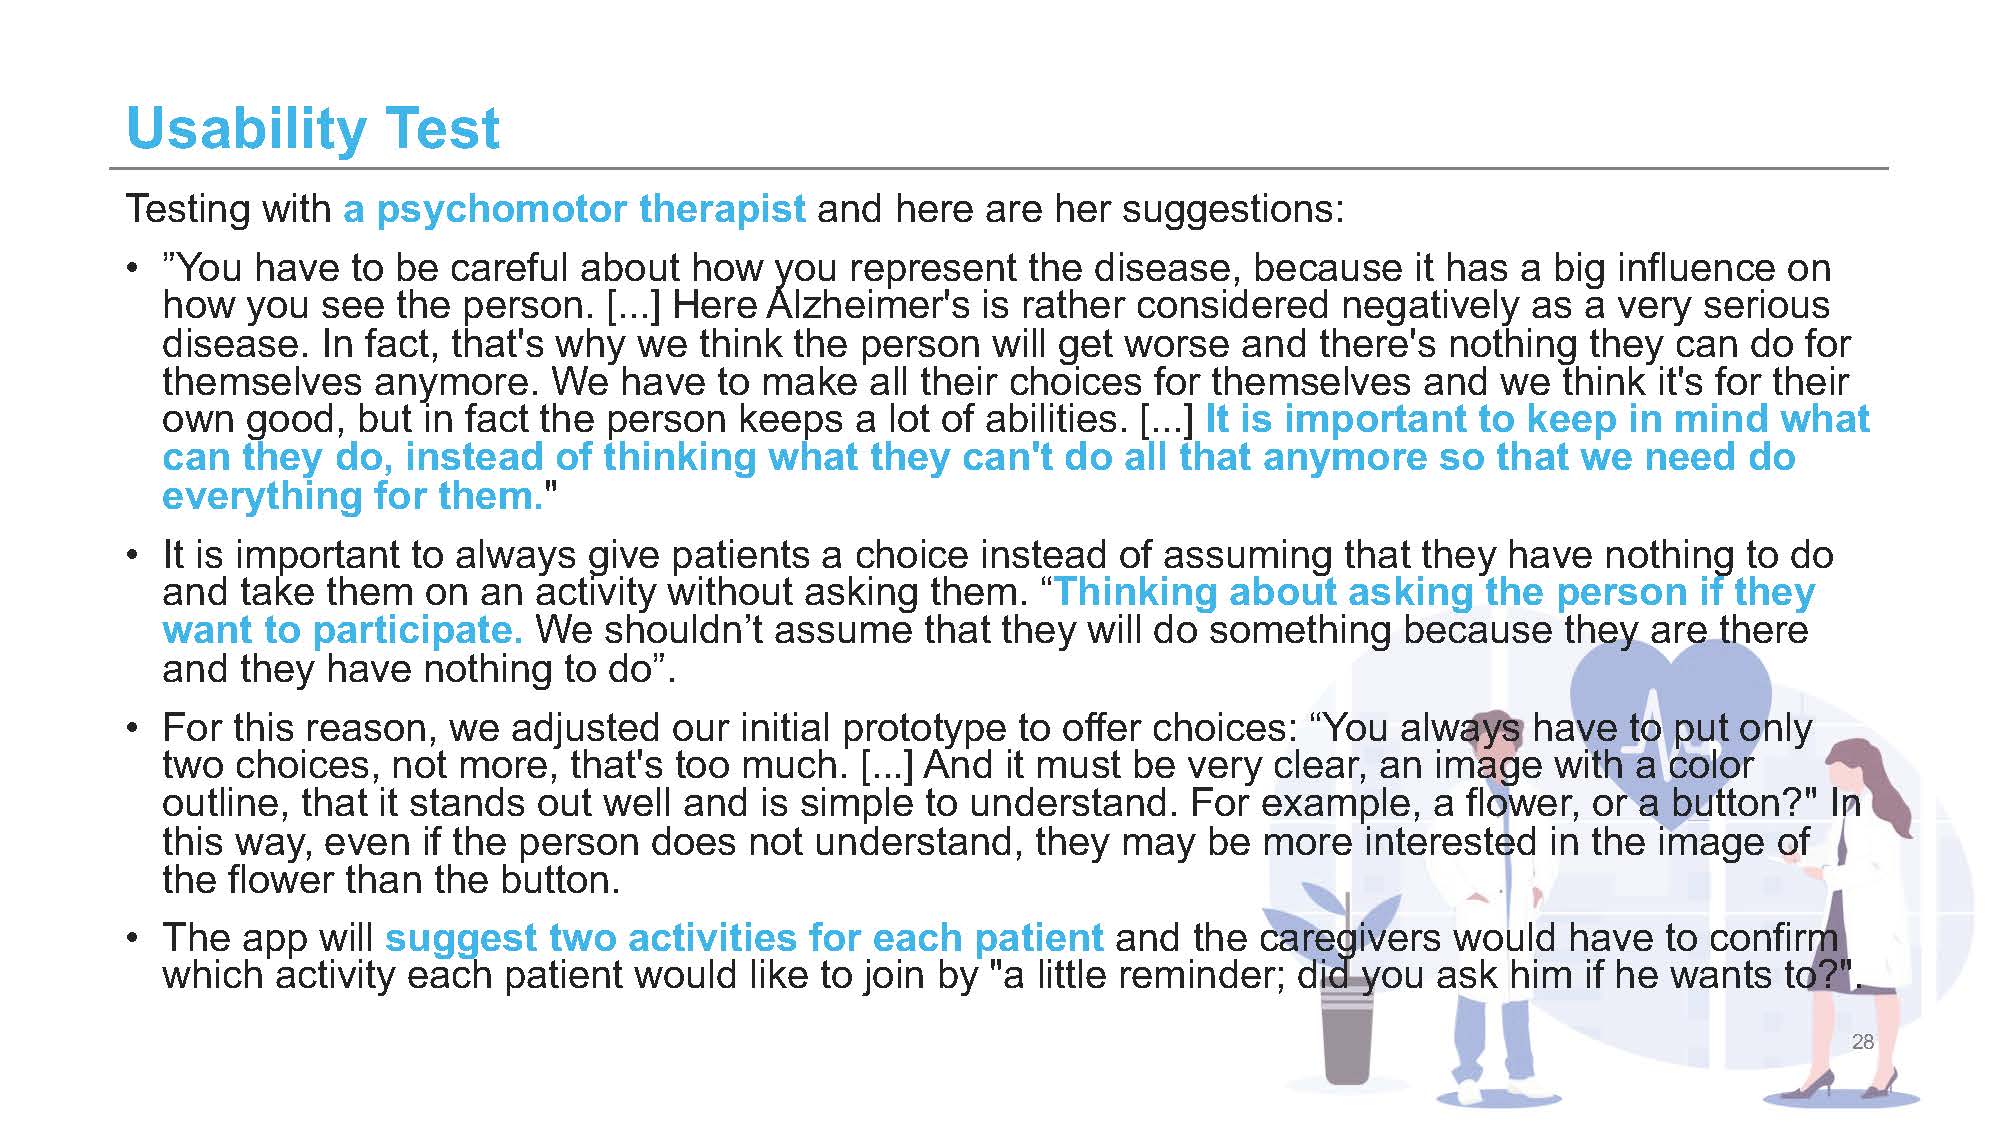 Usability Test
Testing with a psychomotor therapist and here are her suggestions:
• ”You have to be careful about how you represent the disease, because it has a big influence on
how you see the person. [...] Here Alzheimer's is rather considered negatively as a very serious
disease. In fact, that's why we think the person will get worse and there's nothing they can do for
themselves anymore. We have to make all their choices for themselves and we think it's for their
own good, but in fact the person keeps a lot of abilities. [...] It is important to keep in mind what
can they do, instead of thinking what they can't do all that anymore so that we need do
everything for them."
• It is important to always give patients a choice instead of assuming that they have nothing to do
and take them on an activity without asking them. “Thinking about asking the person if they
want to participate. We shouldn’t assume that they will do something because they are there
and they have nothing to do”.
• For this reason, we adjusted our initial prototype to offer choices: “You always have to put only
two choices, not more, that's too much. [...] And it must be very clear, an image with a color
outline, that it stands out well and is simple to understand. For example, a flower, or a button?" In
this way, even if the person does not understand, they may be more interested in the image of
the flower than the button.
• The app will suggest two activities for each patient and the caregivers would have to confirm
which activity each patient would like to join by "a little reminder; did you ask him if he wants to?".
28